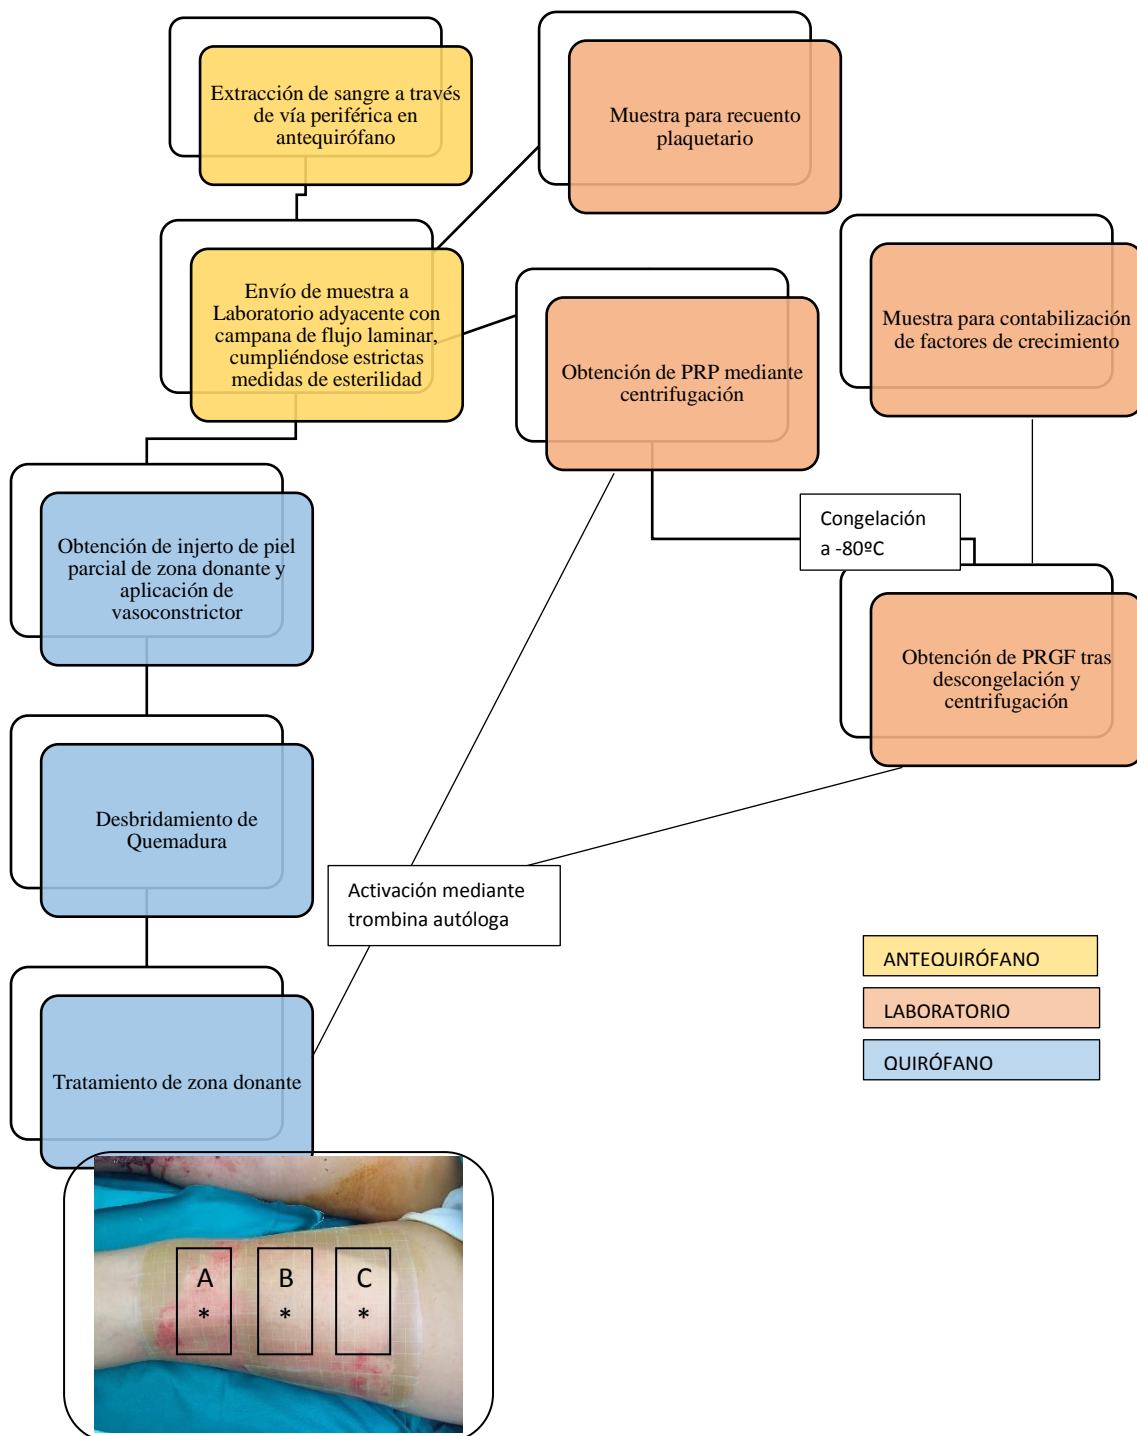 Extracción de sangre a través
de vía periférica en
antequirófano
Muestra para recuento
plaquetario
Envío de muestra a
Laboratorio adyacente con
campana de flujo laminar,
cumpliéndose estrictas
medidas de esterilidad
Obtención de PRP mediante
centrifugación
Muestra para contabilización
de factores de crecimiento
Congelación
a -80ºC
Obtención de injerto de piel
parcial de zona donante y
aplicación de
vasoconstrictor
Obtención de PRGF tras
descongelación y
centrifugación
Desbridamiento de
Quemadura
Activación mediante
trombina autóloga
Tratamiento de zona donante
ANTEQUIRÓFANO
LABORATORIO
QUIRÓFANO
A B C
* * *